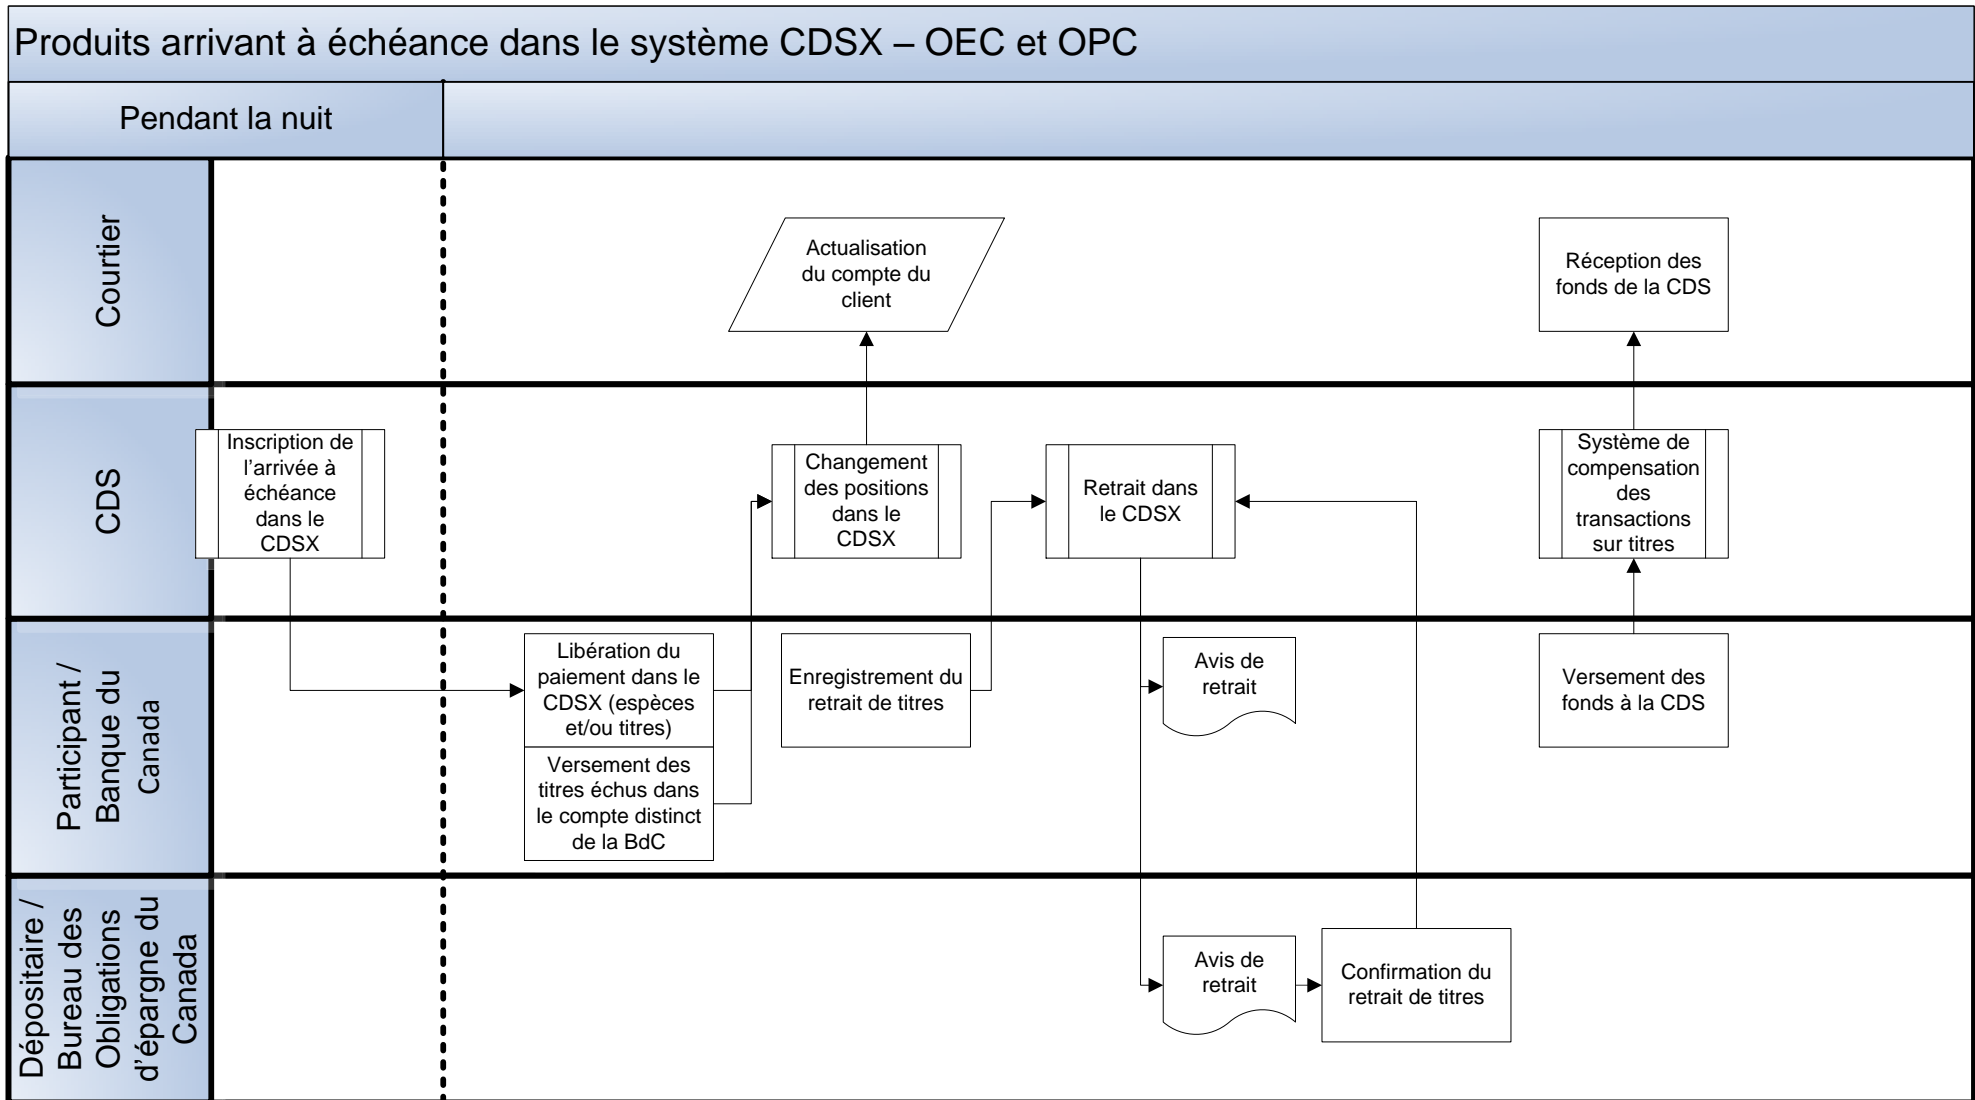 Produits arrivant à échéance dans le système CDSX – OEC et OPC
Pendant la nuit
Courtier
Actualisation
du compte du
client
Réception des
fonds de la CDS
CDS
Inscription de
l'arrivée à
échéance
dans le
CDSX
Changement
des positions
dans le
CDSX
Retrait dans
le CDSX
Système de
compensation
des
transactions
sur titres
Participant /
Banque du
Canada
Libération du
paiement dans le
CDSX (espèces
et/ou titres)
Versement des
titres échus dans
le compte distinct
de la BdC
Enregistrement du
retrait de titres
Avis de
retrait
Versement des
fonds à la CDS
Dépositaire /
Bureau des
Obligations
d'épargne du
Canada
Avis de
retrait
Confirmation du
retrait de titres